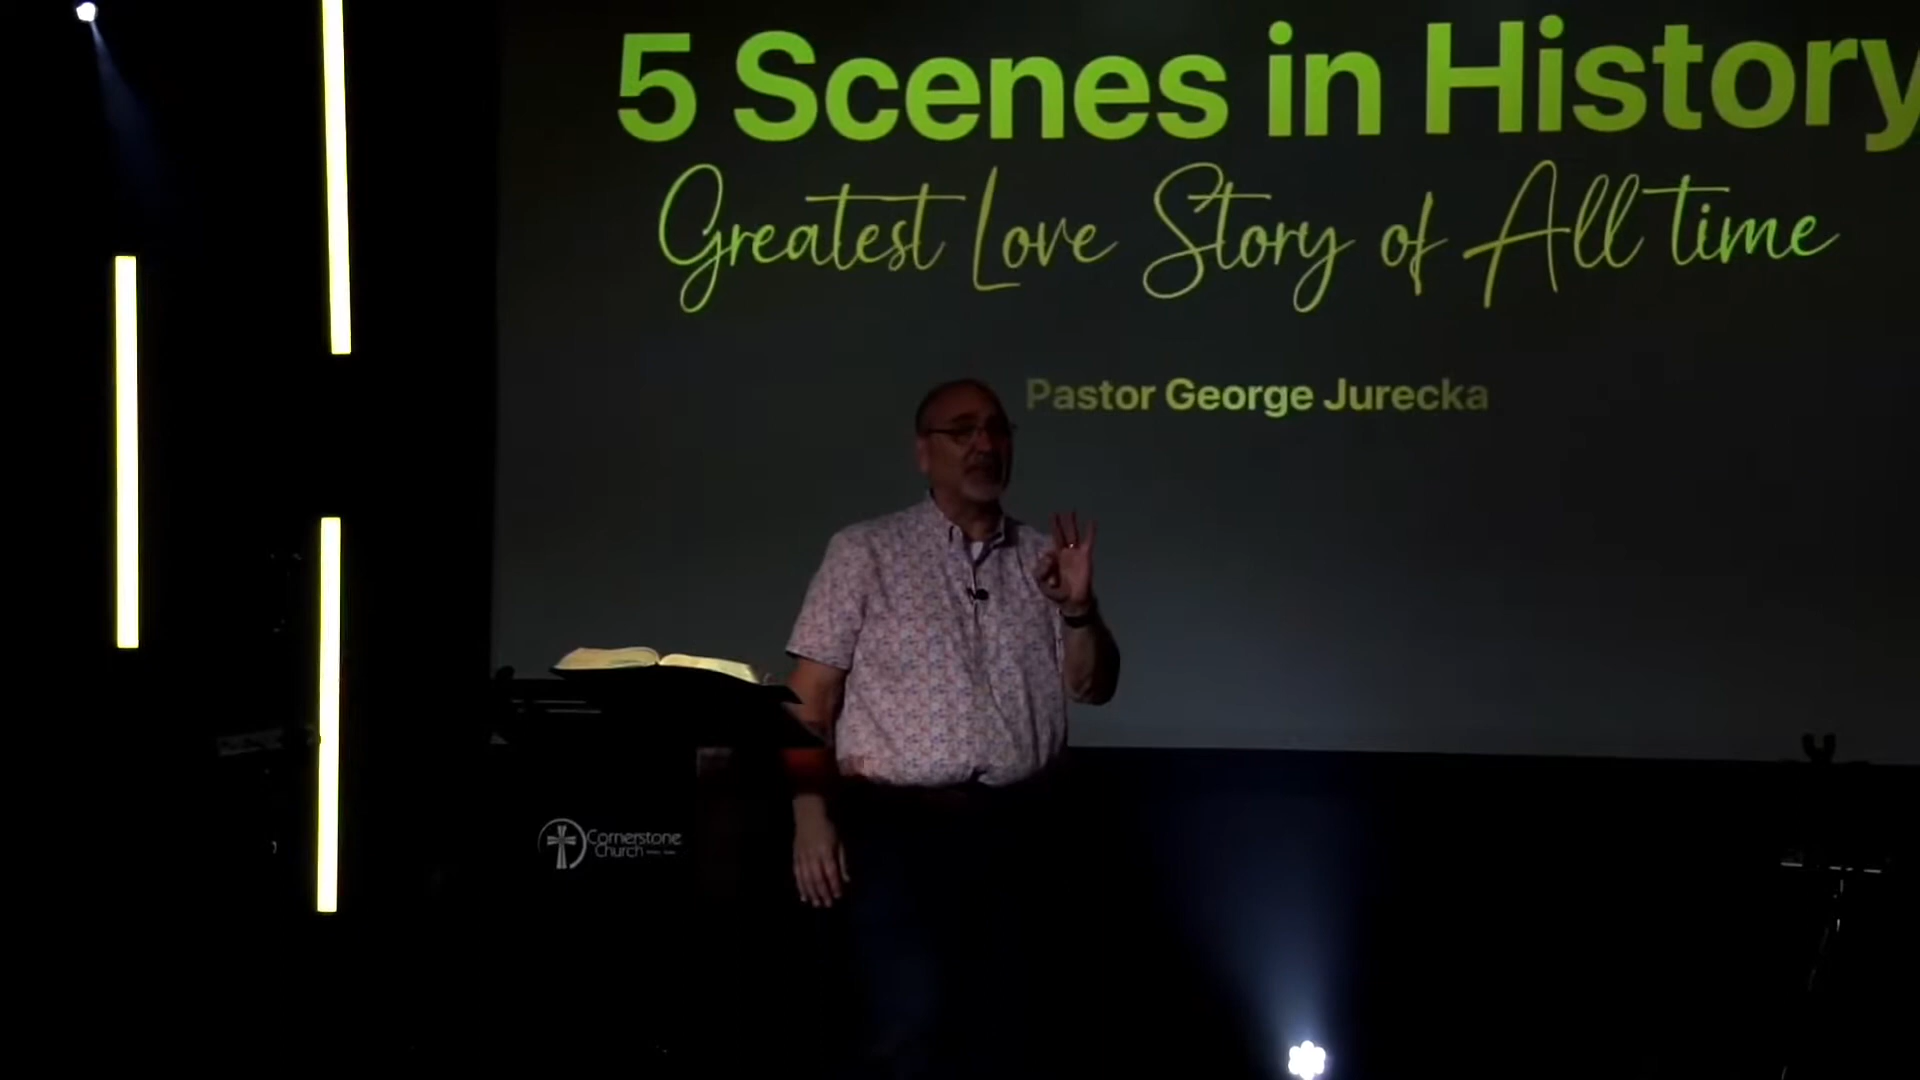 5 Scenes in History
Greatest Love Story of All time
Pastor George Jurecka
Cornerstone
Church